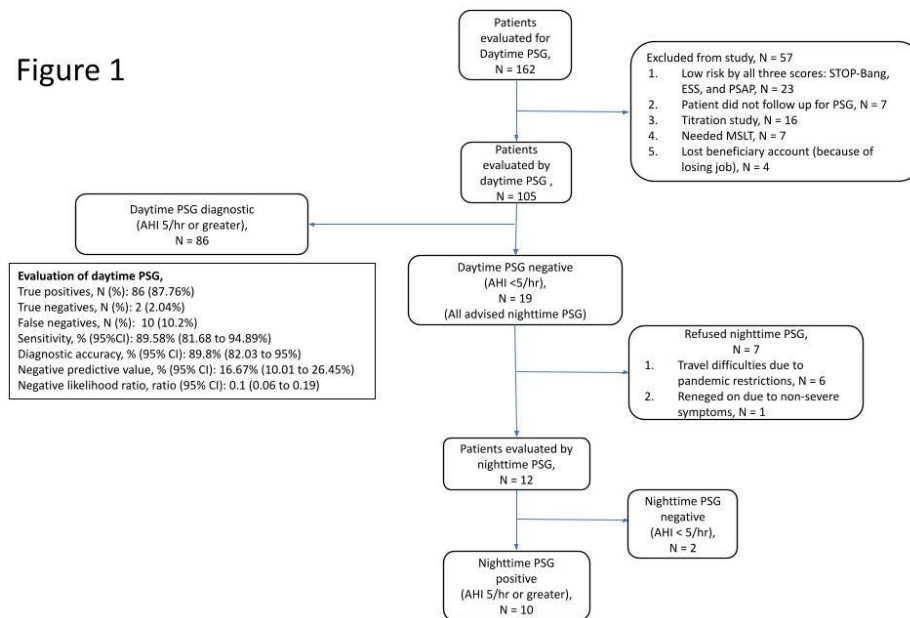 Figure 1
Patients
evaluated for
Daytime PSG,
N = 162
Excluded from study, N = 57
1. Low risk by all three scores: STOP-Bang,
ESS, and PSAP, N = 23
2. Patient did not follow up for PSG, N = 7
3. Titration study, N = 16
4. Needed MSLT, N = 7
5. Lost beneficiary account (because of
losing job), N = 4
Patients
evaluated by
daytime PSG ,
N = 105
Daytime PSG diagnostic
(AHI 5/hr or greater),
N = 86
Evaluation of daytime PSG,
True positives, N (%): 86 (87.76%)
True negatives, N (%): 2 (2.04%)
False negatives, N (%): 10 (10.2%)
Sensitivity, % (95%CI): 89.58% (81.68 to 94.89%)
Diagnostic accuracy, % (95% CI): 89.8% (82.03 to 95%)
Negative predictive value, % (95% CI): 16.67% (10.01 to 26.45%)
Negative likelihood ratio, ratio (95% CI): 0.1 (0.06 to 0.19)
Daytime PSG negative
(AHI <5/hr),
N = 19
(All advised nighttime PSG)
Refused nighttime PSG,
N = 7
1. Travel difficulties due to
pandemic restrictions, N = 6
2. Reneged on due to non-severe
symptoms, N = 1
Patients evaluated by
nighttime PSG,
N = 12
Nighttime PSG
negative
(AHI < 5/hr),
N = 2
Nighttime PSG
positive
(AHI 5/hr or greater),
N = 10